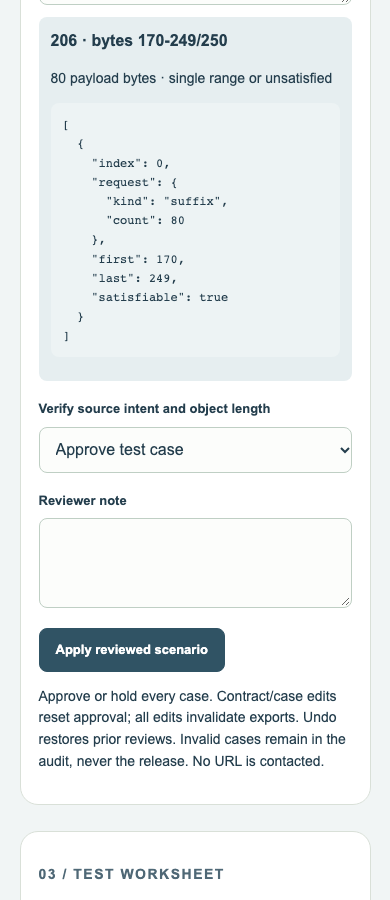 206 · bytes 170-249/250
80 payload bytes · single range or unsatisfied
[
  {
    "index": 0,
    "request": {
      "kind": "suffix",
      "count": 80
    },
    "first": 170,
    "last": 249,
    "satisfiable": true
  }
]
Verify source intent and object length
Approve test case
Reviewer note
Apply reviewed scenario
Approve or hold every case. Contract/case edits
reset approval; all edits invalidate exports. Undo
restores prior reviews. Invalid cases remain in the
audit, never the release. No URL is contacted.
03 / TEST WORKSHEET